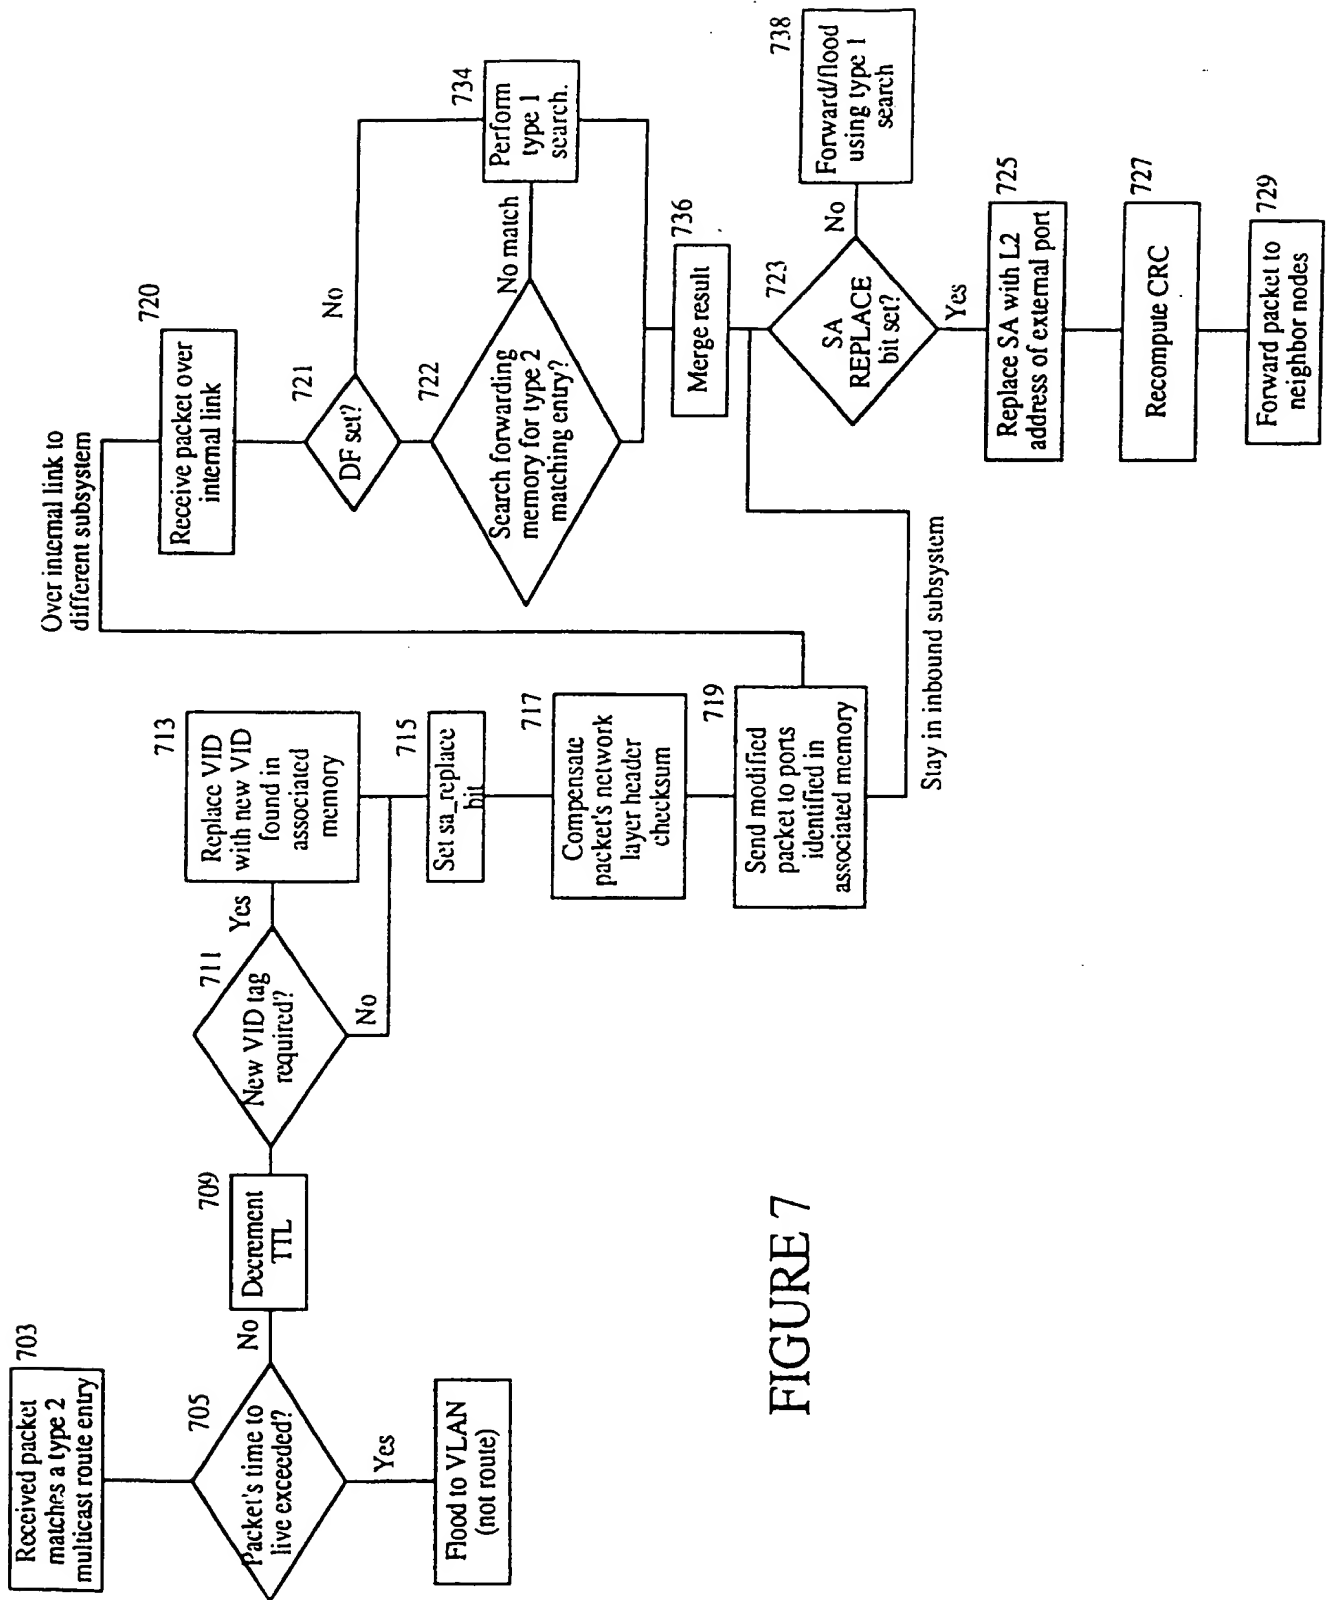 703
Received packet
matches a type 2
multicast route entry
705
Packet's time to
live exceeded?
Yes
Flood to VLAN
(not route)
No
709
Decrement
TTL
711
New VID tag
required?
Yes
No
713
Replace VID
with new VID
found in
associated
memory
715
Set sa_replace
bit
717
Compensate
packet's network
layer header
checksum
719
Send modified
packet to ports
identified in
associated memory
Over internal link to
different subsystem
Stay in inbound subsystem
720
Receive packet over
internal link
721
DF set?
No
722
Search forwarding
memory for type 2
matching entry?
No match
734
Perform
type 1
search.
736
Merge result
723
SA
REPLACE
bit set?
No
738
Forward/flood
using type 1
search
Yes
725
Replace SA with L2
address of external port
727
Recompute CRC
729
Forward packet to
neighbor nodes
FIGURE 7